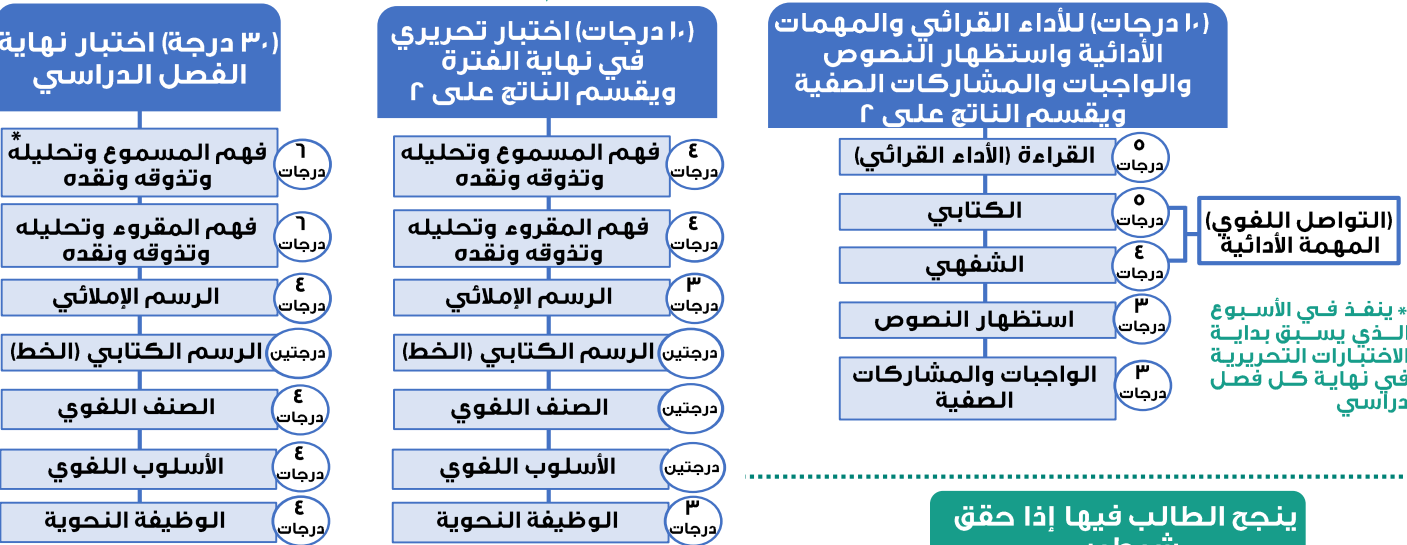 (١٠ درجات) للأداء القرائي والمهمات
الأدائية واستظهار النصوص
والواجبات والمشاركات الصفية
ويقسم الناتج على ٢
القراءة (الأداء القرائي)
٥
درجات
الكتابي
٥
درجات
الشفهي
٤
درجات
(التواصل اللغوي)
المهمة الأدائية
استظهار النصوص
٣
درجات
الواجبات والمشاركات
الصفية
٣
درجات
* ينفذ في الأسبوع
الذي يسبق بداية
الاختبارات التحريرية
في نهاية كل فصل
دراسي
ينجح الطالب فيها إذا حقق
(١٠ درجات) اختبار تحريري
في نهاية الفترة
ويقسم الناتج على ٢
فهم المسموع وتحليله
وتذوقه ونقده
٤
درجات
فهم المقروء وتحليله
وتذوقه ونقده
٤
درجات
الرسم الإملائي
٣
درجات
الرسم الكتابي (الخط)
درجتين
الصنف اللغوي
درجتين
الأسلوب اللغوي
درجتين
الوظيفة النحوية
٣
درجات
(٣٠ درجة) اختبار نهاية
الفصل الدراسي
فهم المسموع وتحليله*
وتذوقه ونقده
٦
درجات
فهم المقروء وتحليله
وتذوقه ونقده
٦
درجات
الرسم الإملائي
٤
درجات
الرسم الكتابي (الخط)
درجتين
الصنف اللغوي
٤
درجات
الأسلوب اللغوي
٤
درجات
الوظيفة النحوية
٤
درجات